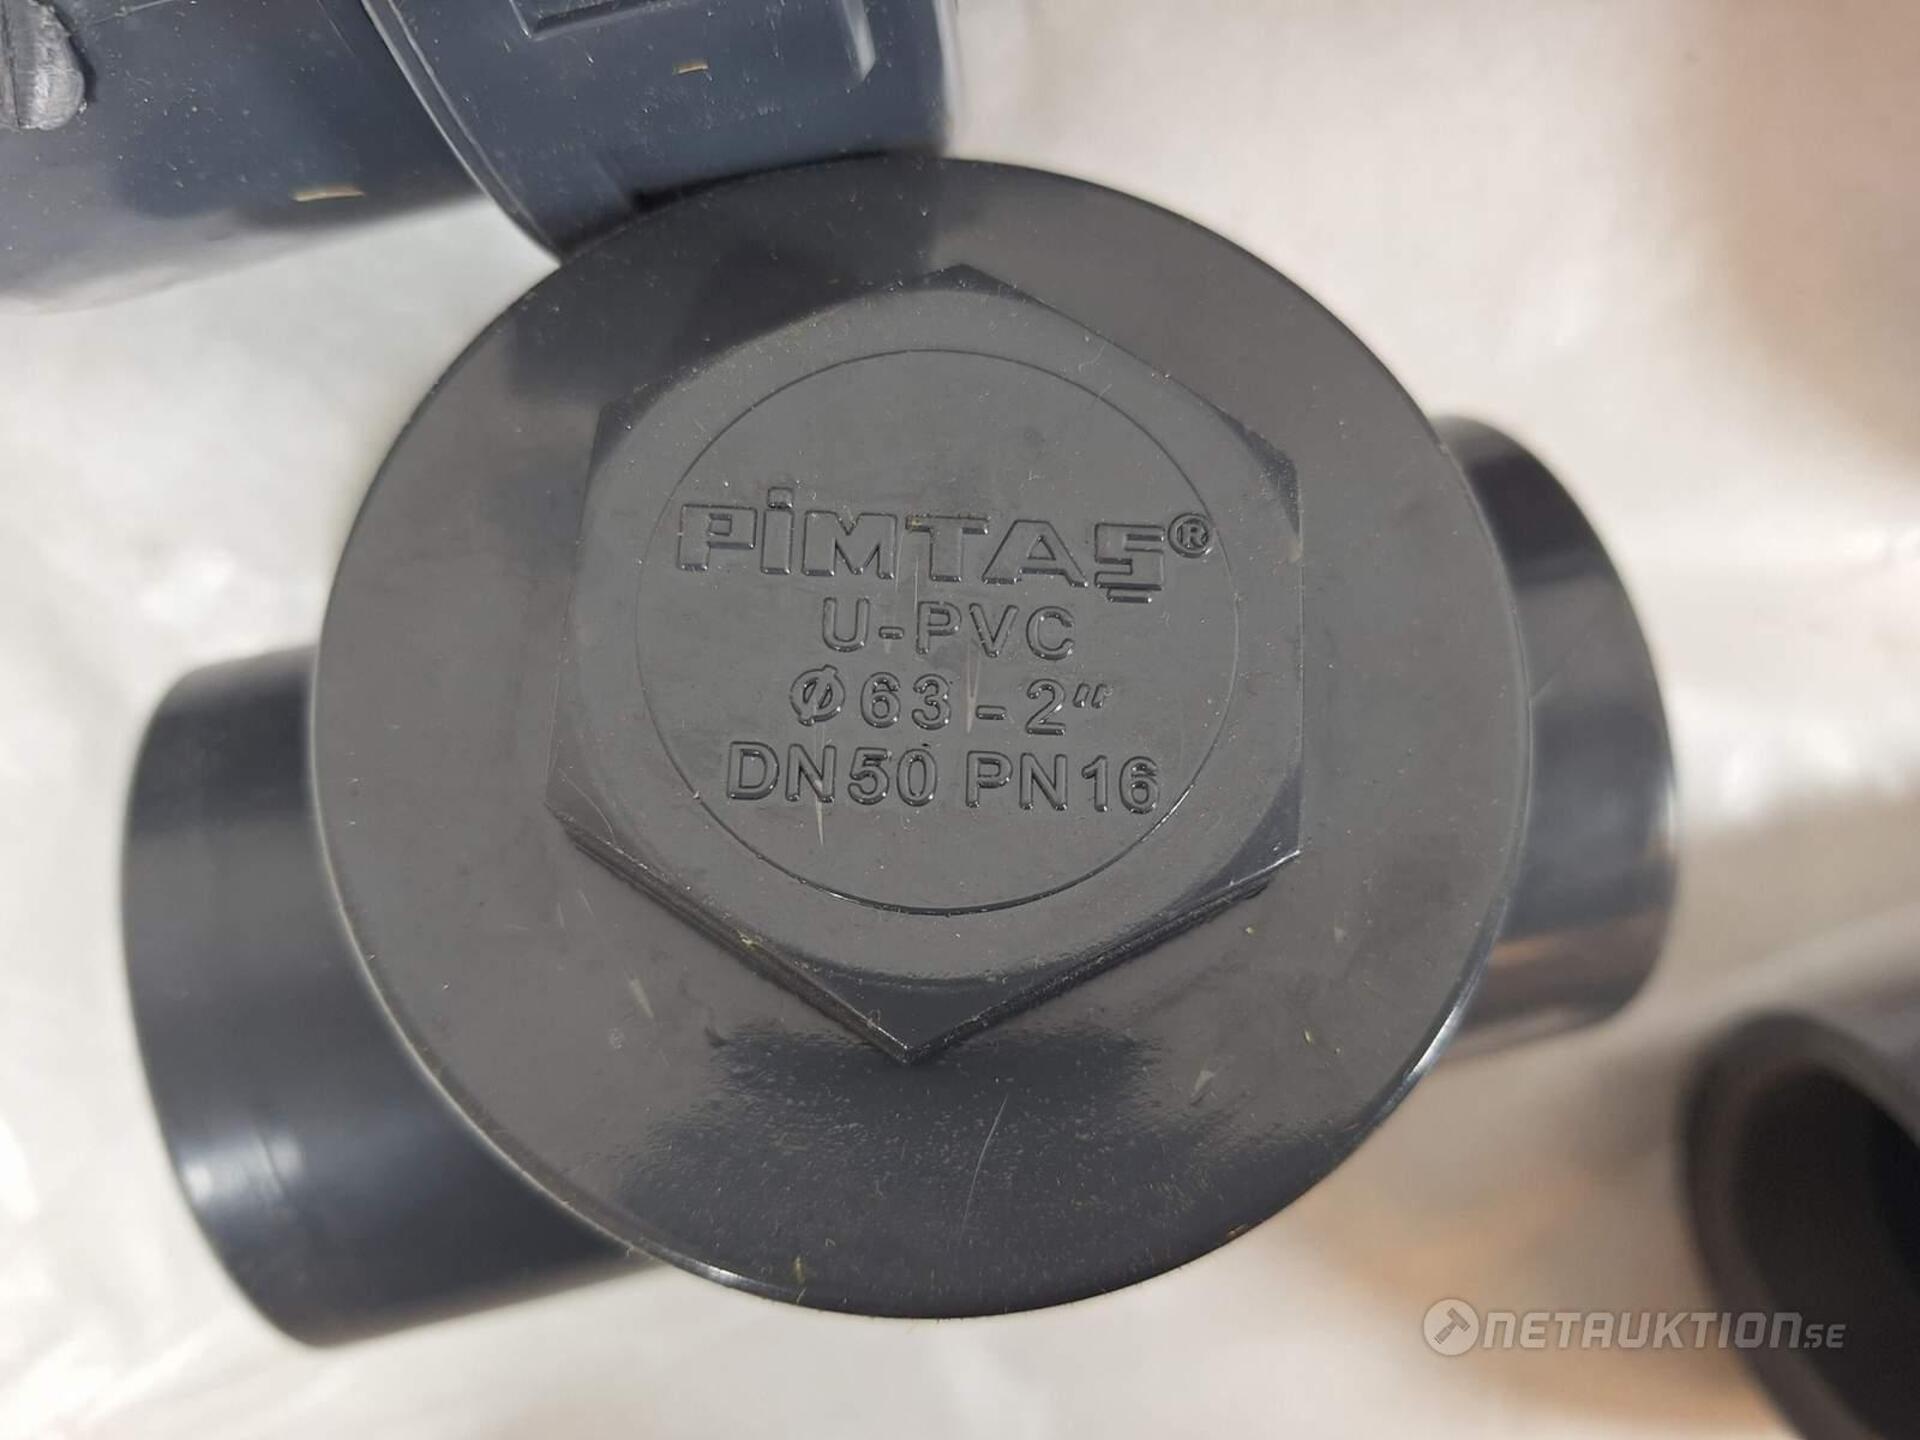 PİMTAŞ®
U-PVC
Ø63-2"
DN50 PN16
NETAUKTION.SE